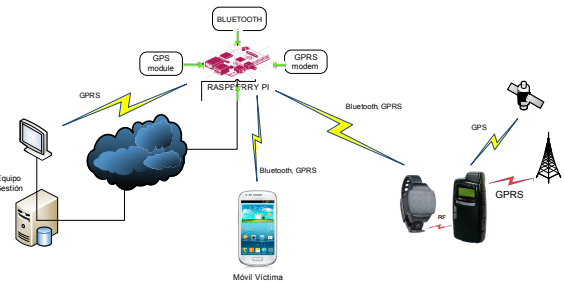 BLUETOOTH
GPS
module
GPRS
modem
RASPBERRY PI
GPRS
Bluetooth, GPRS
GPS
Equipo
Gestión
Bluetooth, GPRS
RF
GPRS
Móvil Víctima